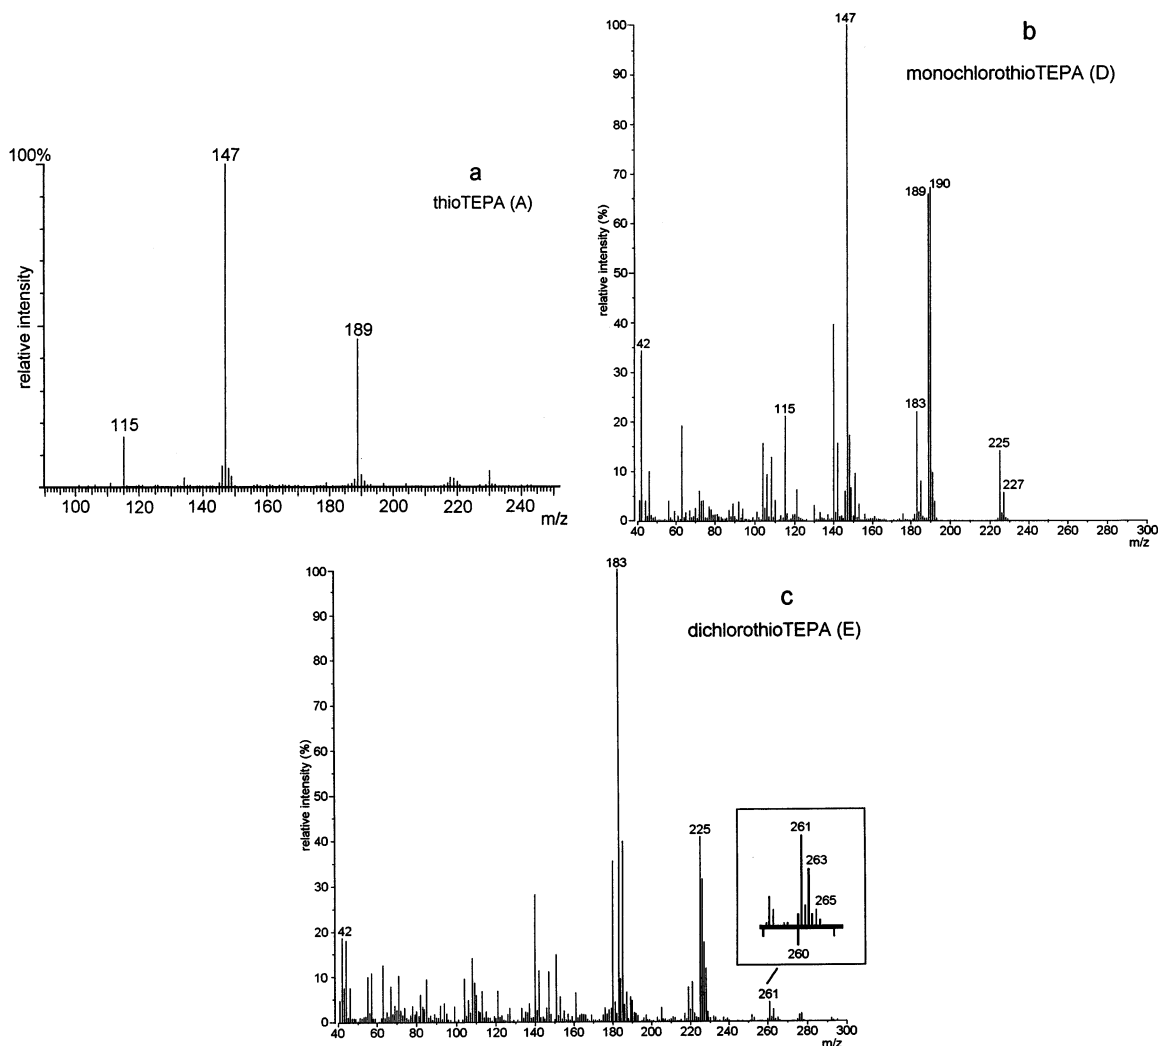 100%
147
a
thioTEPA (A)
189
115
relative intensity
100 120 140 160 180 200 220 240
m/z
147
b
monochlorothioTEPA (D)
100
90
80
70
60
50
40
30
20
10
0
relative intensity (%)
189 190
42
115
183
225
227
40 60 80 100 120 140 160 180 200 220 240 260 280 300
m/z
183
c
dichlorothioTEPA (E)
100
90
80
70
60
50
40
30
20
10
0
relative intensity (%)
225
42
261
263
265
260
261
40 60 80 100 120 140 160 180 200 220 240 260 280 300
m/z